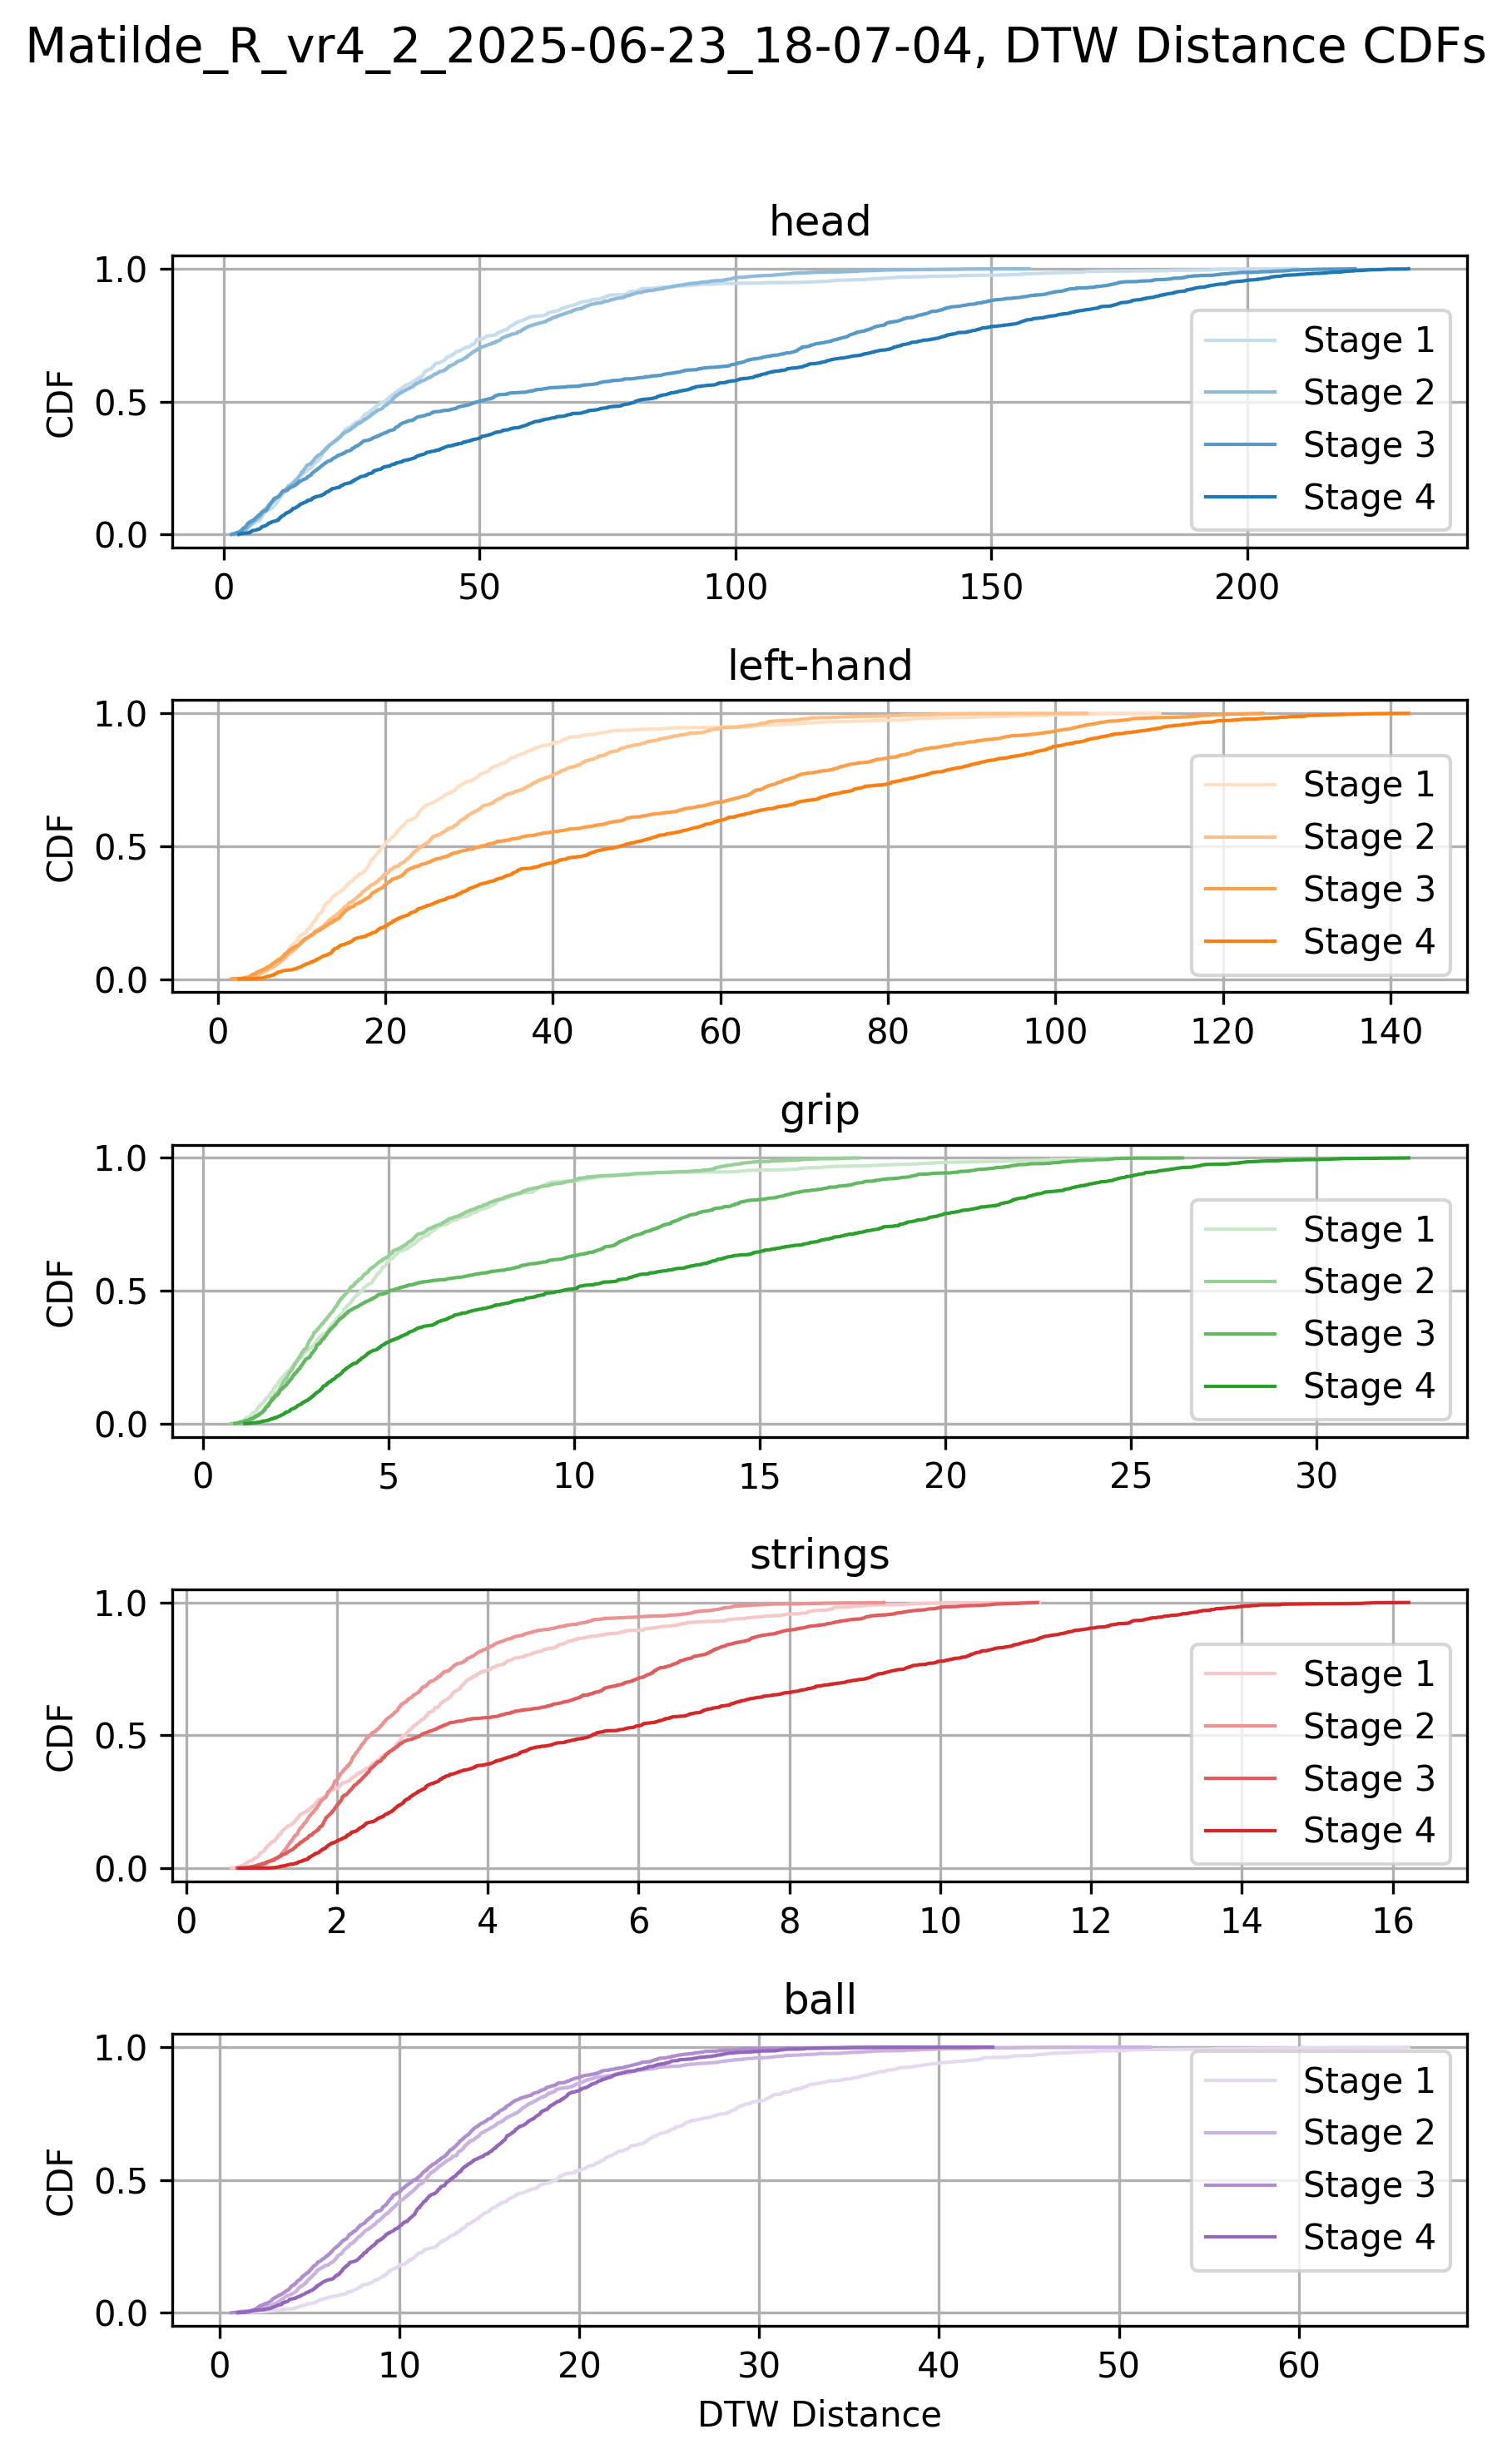 Matilde_R_vr4_2_2025-06-23_18-07-04, DTW Distance CDFs
head
CDF
1.0
0.5
0.0
Stage 1
Stage 2
Stage 3
Stage 4
0 50 100 150 200
left-hand
CDF
1.0
0.5
0.0
Stage 1
Stage 2
Stage 3
Stage 4
0 20 40 60 80 100 120 140
grip
CDF
1.0
0.5
0.0
Stage 1
Stage 2
Stage 3
Stage 4
0 5 10 15 20 25 30
strings
CDF
1.0
0.5
0.0
Stage 1
Stage 2
Stage 3
Stage 4
0 2 4 6 8 10 12 14 16
ball
CDF
1.0
0.5
0.0
Stage 1
Stage 2
Stage 3
Stage 4
0 10 20 30 40 50 60
DTW Distance